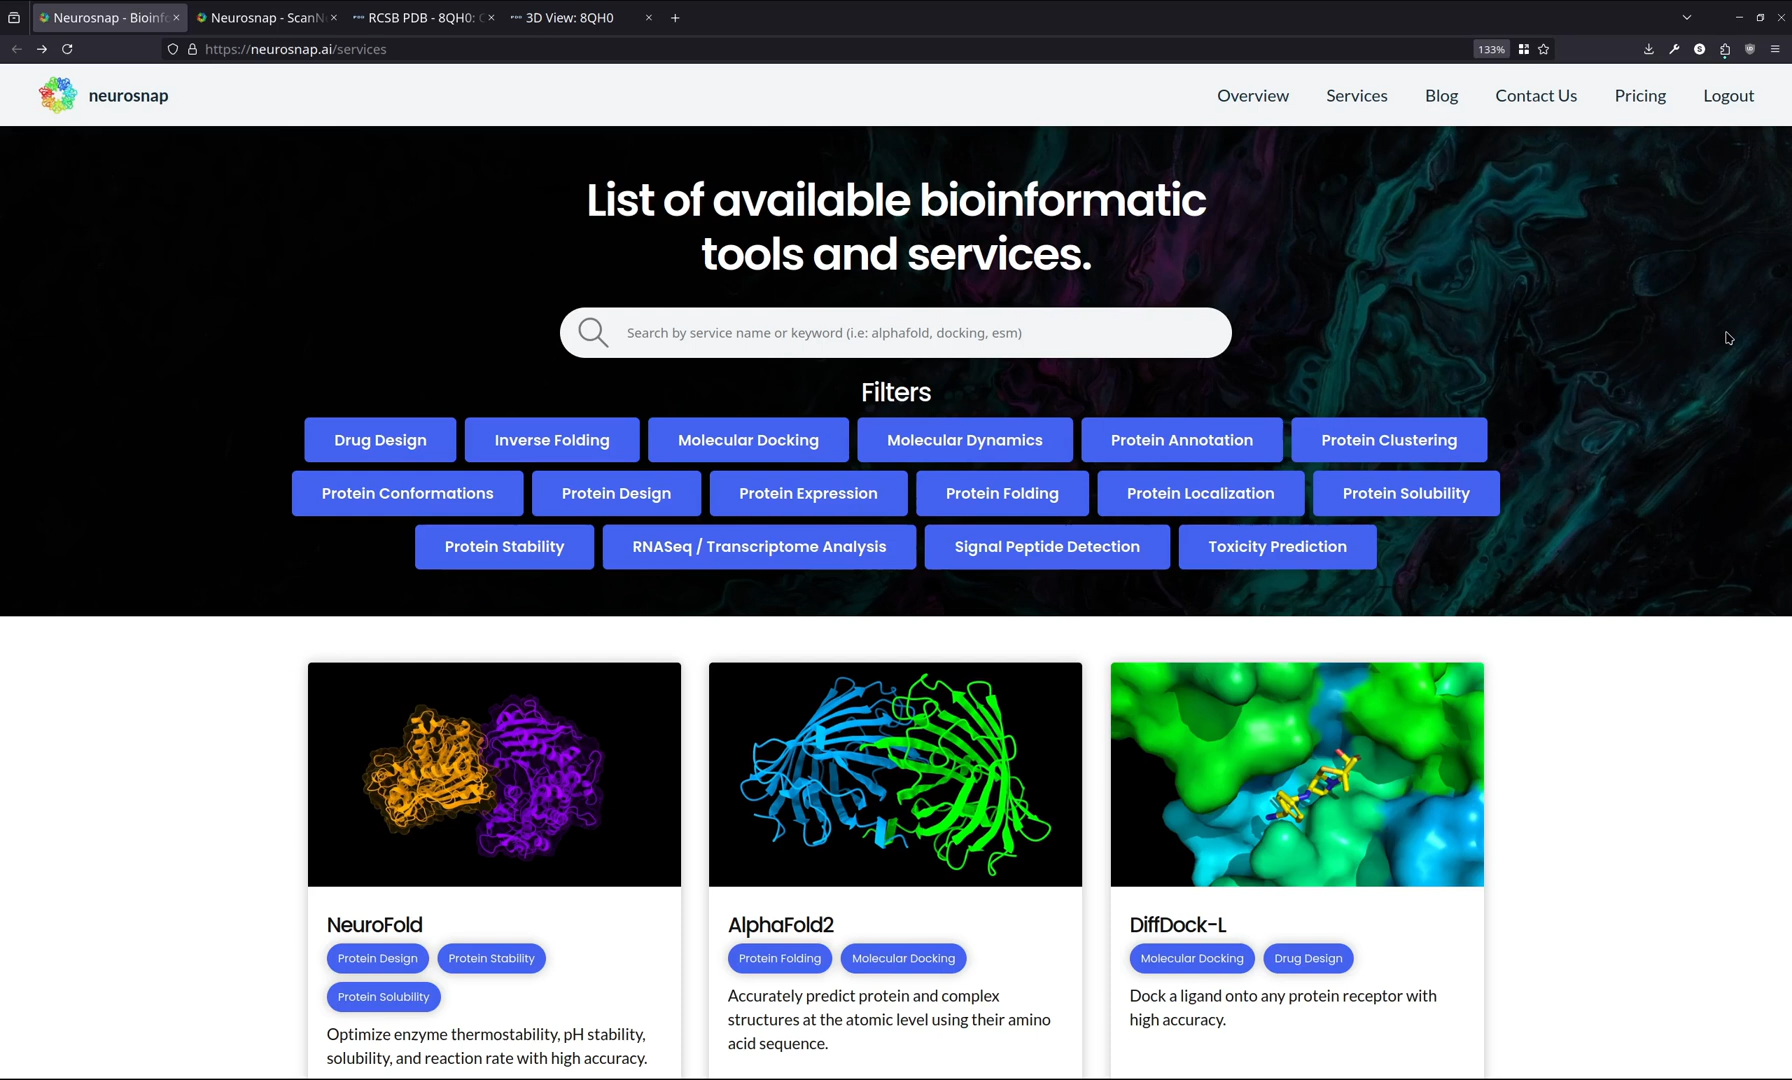 Neurosnap - Bioinfo
Neurosnap - ScanN
RCSB PDB - 8QH0:
3D View: 8QH0
https://neurosnap.ai/services
133%
neurosnap
Overview
Services
Blog
Contact Us
Pricing
Logout
List of available bioinformatic
tools and services.
Search by service name or keyword (i.e: alphafold, docking, esm)
Filters
Drug Design
Inverse Folding
Molecular Docking
Molecular Dynamics
Protein Annotation
Protein Clustering
Protein Conformations
Protein Design
Protein Expression
Protein Folding
Protein Localization
Protein Solubility
Protein Stability
RNASeq / Transcriptome Analysis
Signal Peptide Detection
Toxicity Prediction
NeuroFold
Protein Design
Protein Stability
Protein Solubility
Optimize enzyme thermostability, pH stability,
solubility, and reaction rate with high accuracy.
AlphaFold2
Protein Folding
Molecular Docking
Accurately predict protein and complex
structures at the atomic level using their amino
acid sequence.
DiffDock-L
Molecular Docking
Drug Design
Dock a ligand onto any protein receptor with
high accuracy.